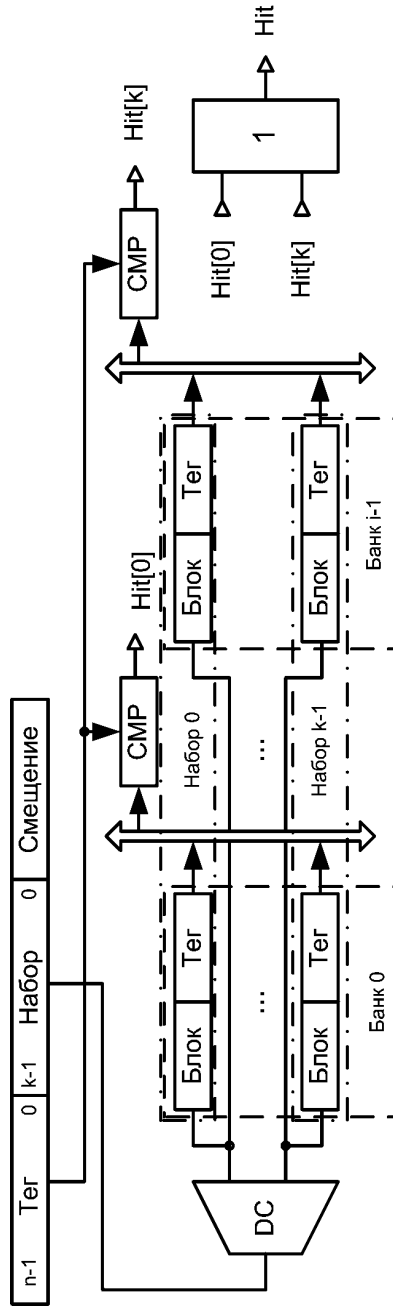 n-1 Тег 0 k-1 Набор 0 Смещение
CMP
Hit[0]
CMP
Hit[k]
Блок Тег
Набор 0
Блок Тег
Hit[0]
Hit[k]
1
Hit
DC
...
...
...
Блок Тег
Набор k-1
Блок Тег
Банк 0
Банк i-1